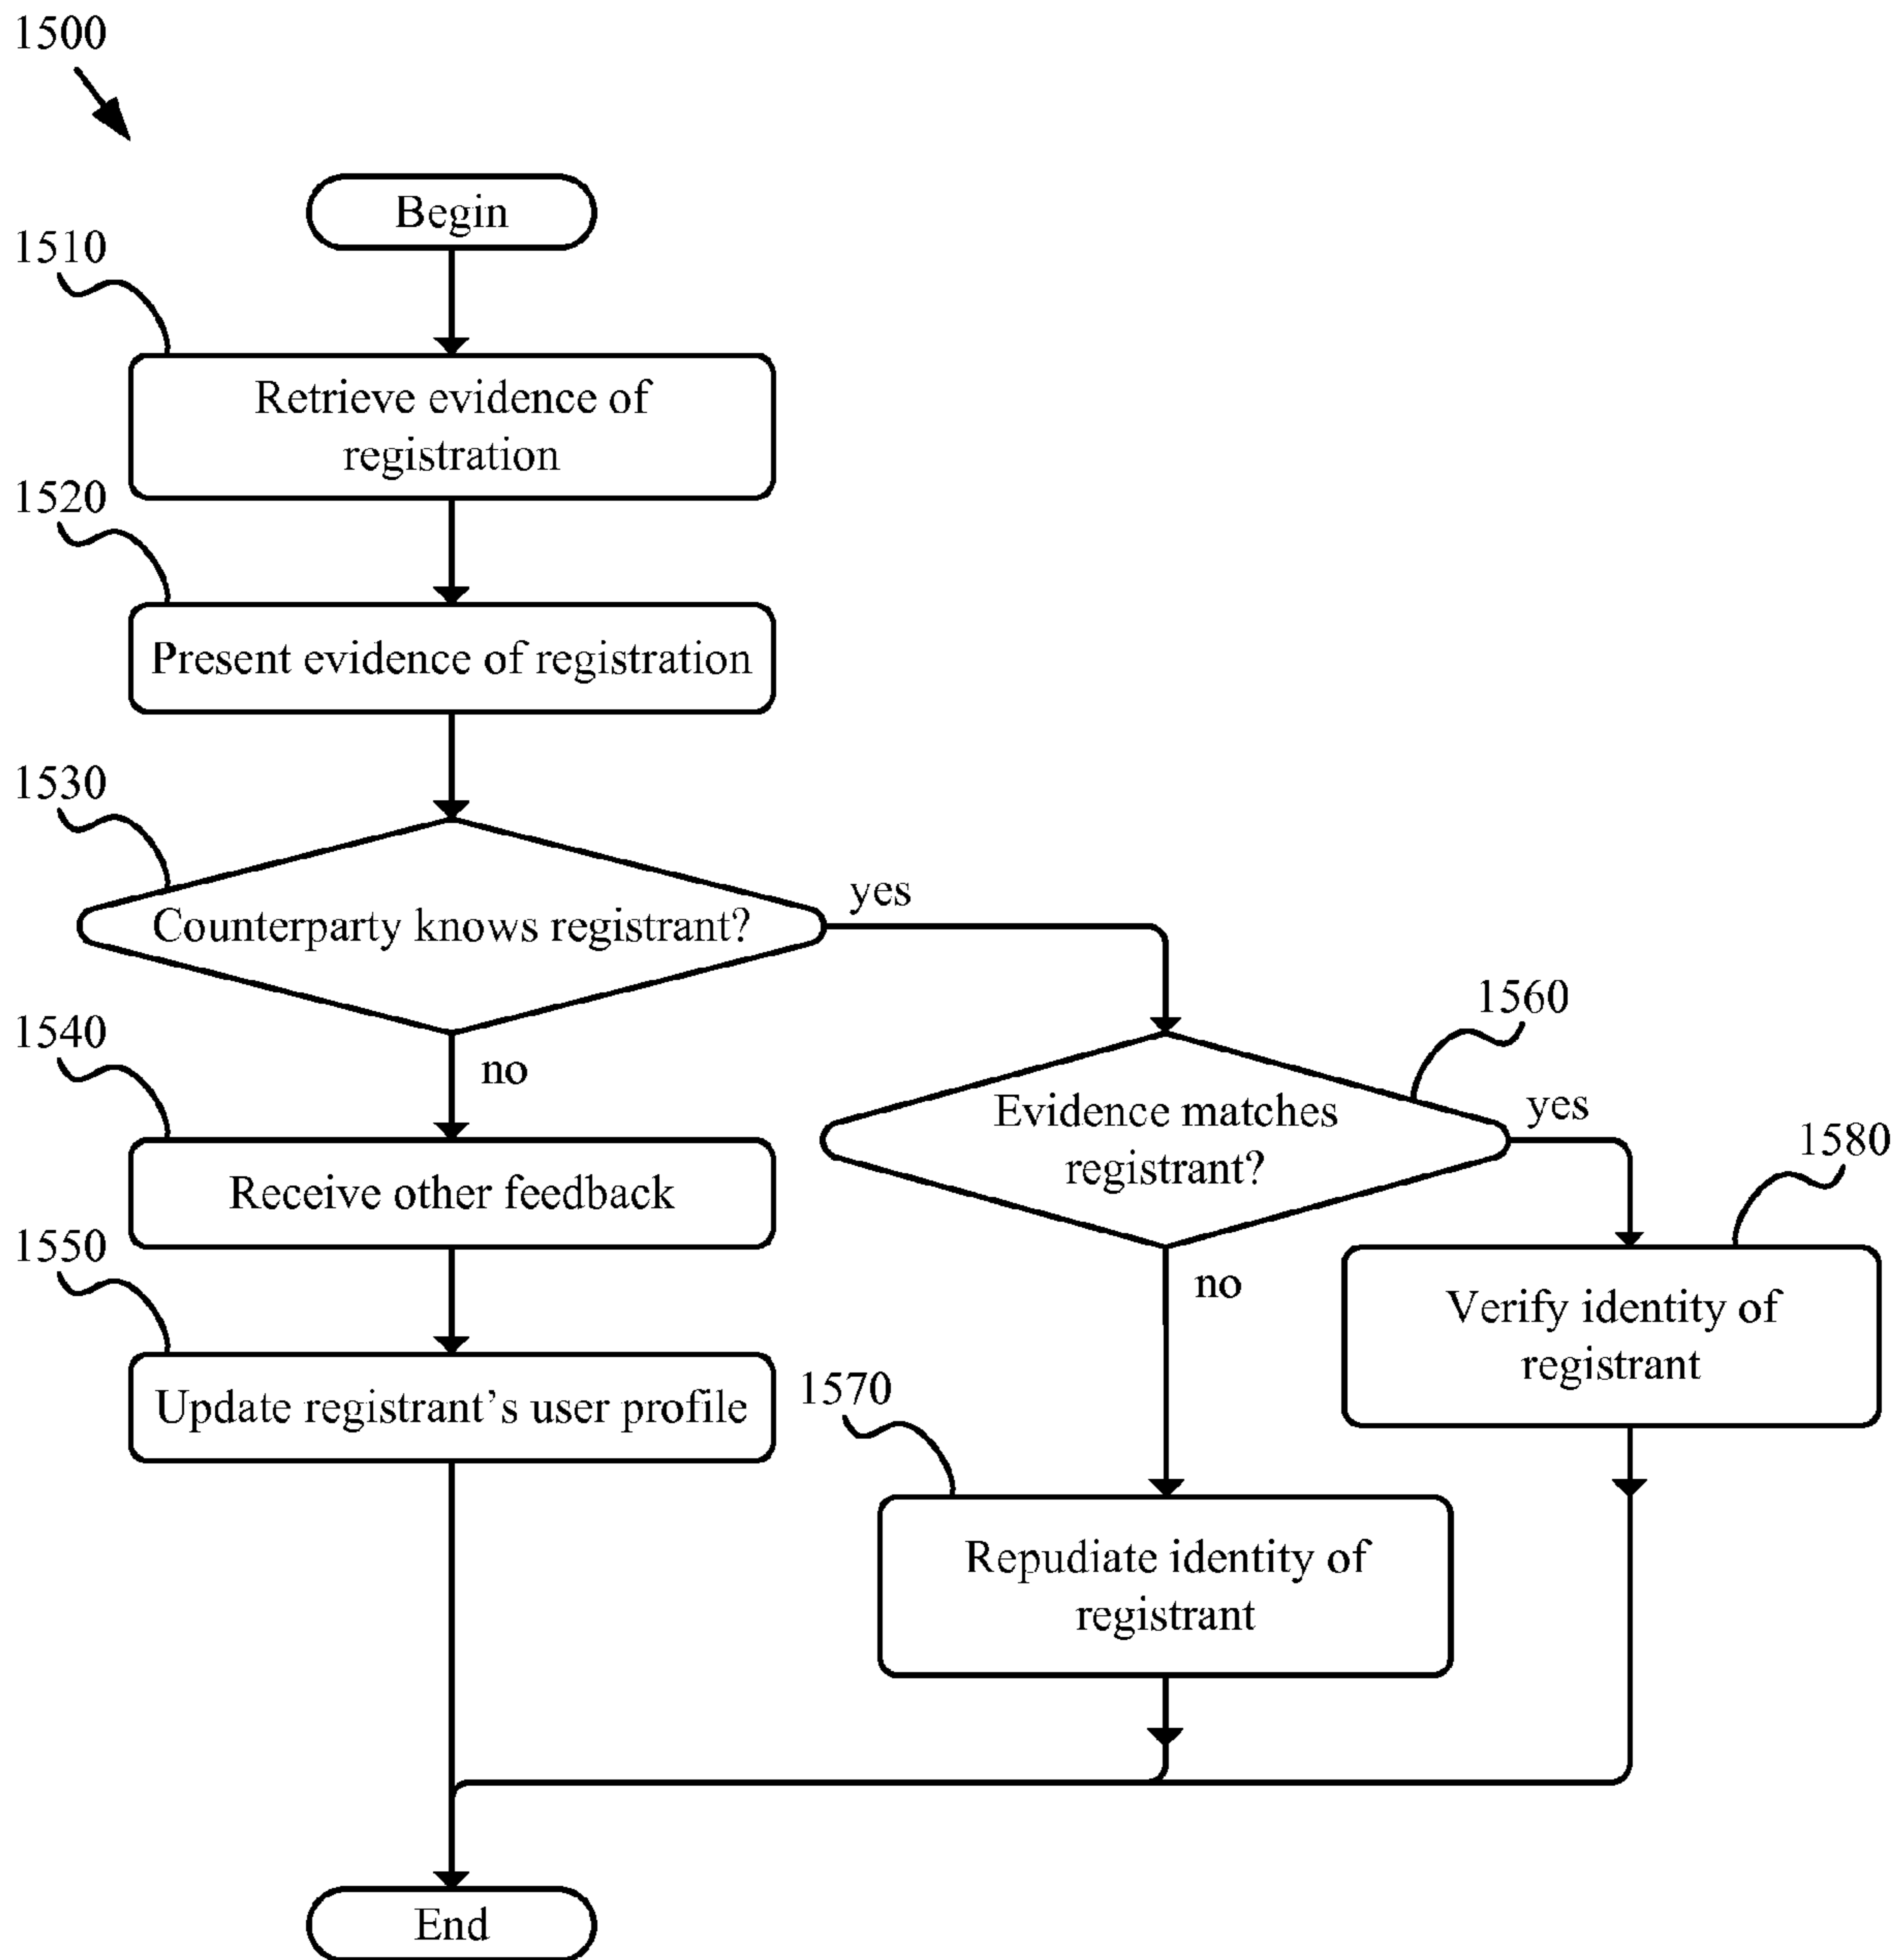 1500
Begin
1510
Retrieve evidence of
registration
1520
Present evidence of registration
1530
Counterparty knows registrant?
yes
no
1540
Receive other feedback
1550
Update registrant's user profile
1560
Evidence matches
registrant?
yes
no
1580
Verify identity of
registrant
1570
Repudiate identity of
registrant
End